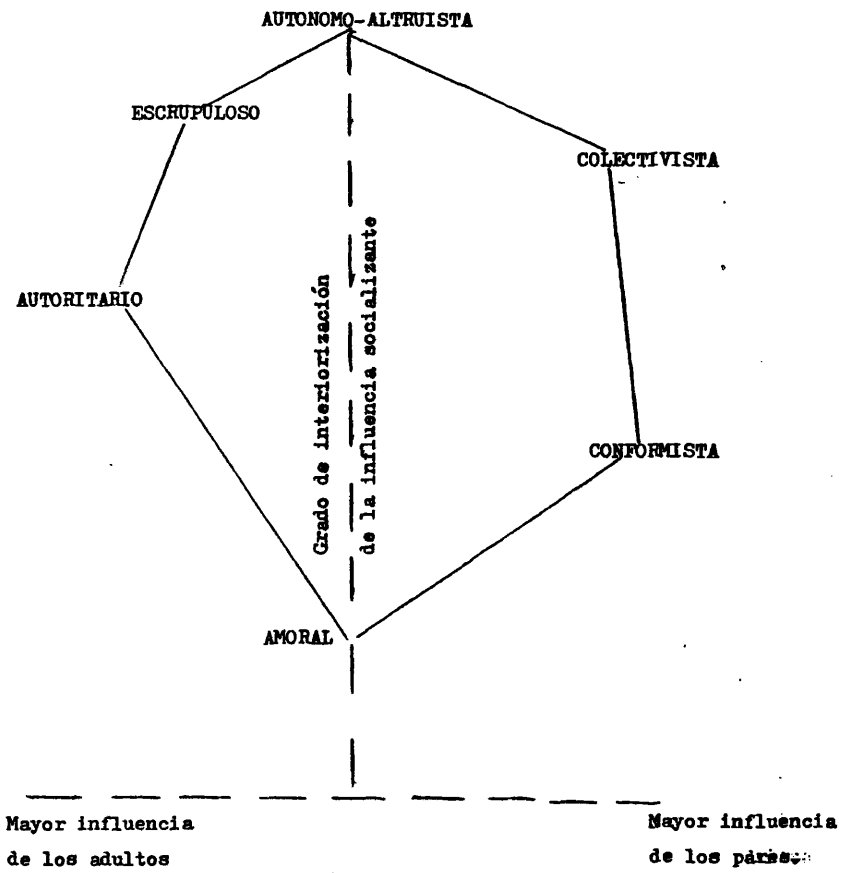 AUTONOMO-ALTRUISTA
ESCRUPULOSO
COLECTIVISTA
AUTORITARIO
Grado de interiorización
de la influencia socializante
CONFORMISTA
AMORAL
Mayor influencia
de los adultos
Mayor influencia
de los pares